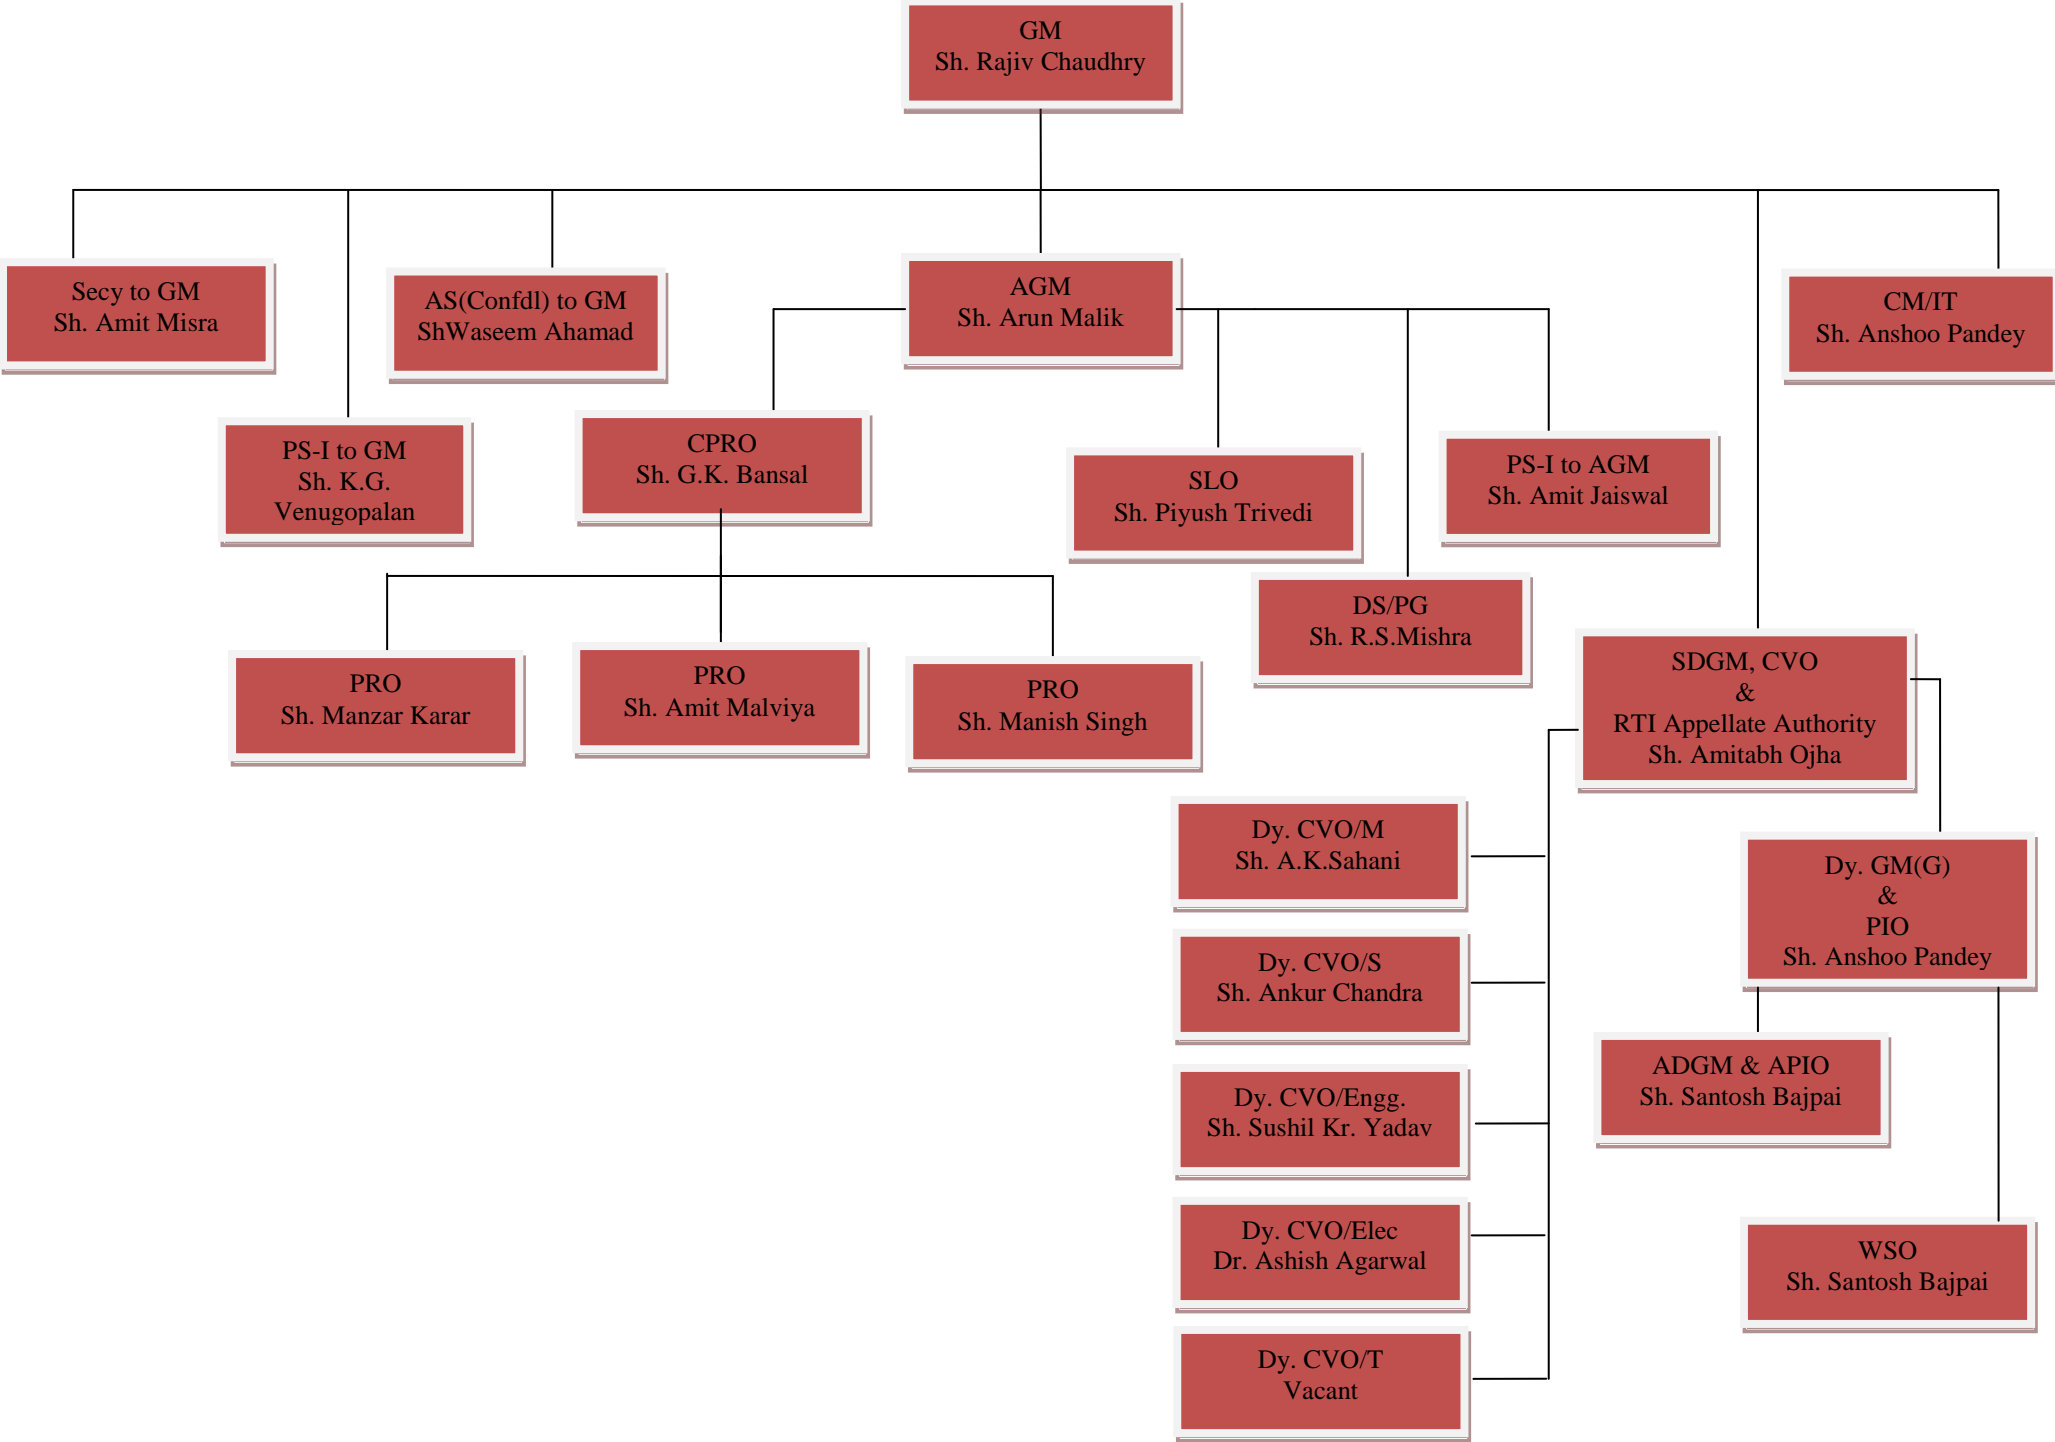 GM
Sh. Rajiv Chaudhry
Secy to GM
Sh. Amit Misra
AS(Confdl) to GM
ShWaseem Ahamad
AGM
Sh. Arun Malik
CM/IT
Sh. Anshoo Pandey
PS-I to GM
Sh. K.G.
Venugopalan
CPRO
Sh. G.K. Bansal
SLO
Sh. Piyush Trivedi
PS-I to AGM
Sh. Amit Jaiswal
DS/PG
Sh. R.S.Mishra
PRO
Sh. Manzar Karar
PRO
Sh. Amit Malviya
PRO
Sh. Manish Singh
SDGM, CVO
&
RTI Appellate Authority
Sh. Amitabh Ojha
Dy. CVO/M
Sh. A.K.Sahani
Dy. GM(G)
&
PIO
Sh. Anshoo Pandey
Dy. CVO/S
Sh. Ankur Chandra
ADGM & APIO
Sh. Santosh Bajpai
Dy. CVO/Engg.
Sh. Sushil Kr. Yadav
Dy. CVO/Elec
Dr. Ashish Agarwal
WSO
Sh. Santosh Bajpai
Dy. CVO/T
Vacant